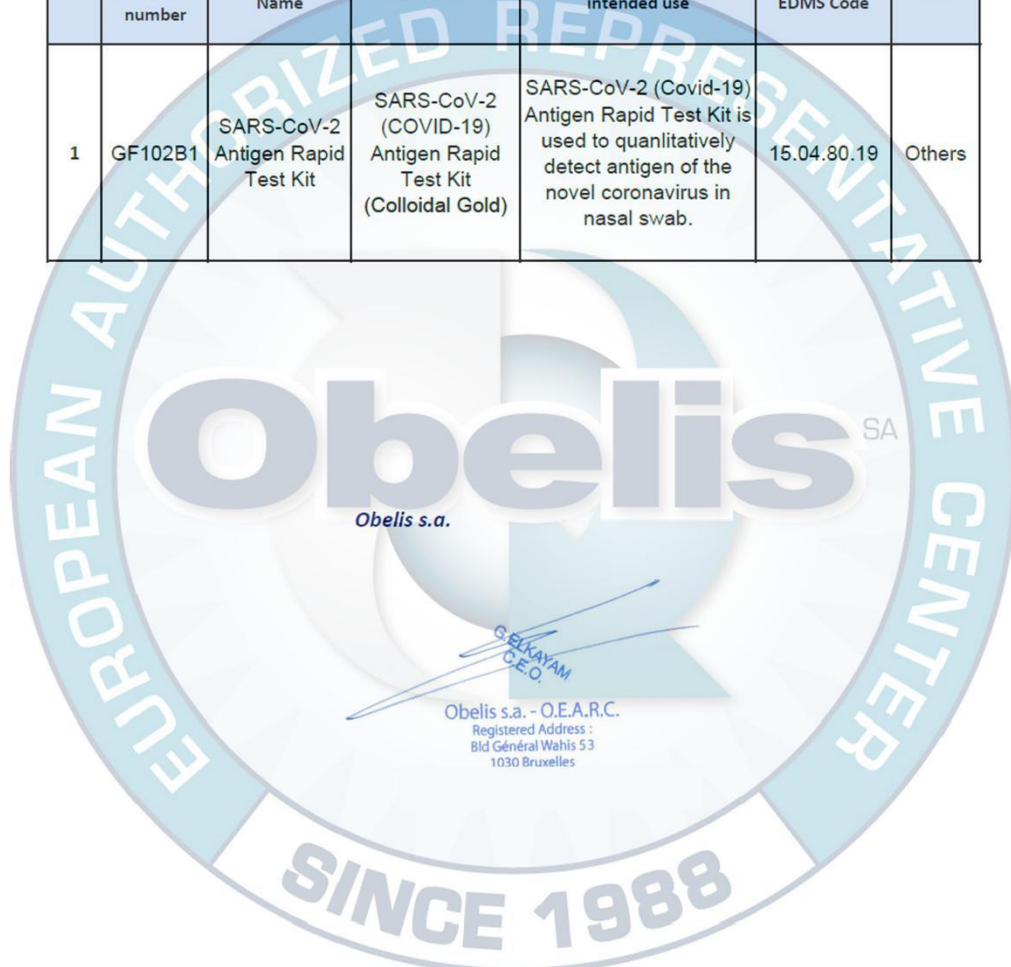 number
Name
intended use
EDMS Code
1
GF102B1
SARS-CoV-2
Antigen Rapid
Test Kit
SARS-CoV-2
(COVID-19)
Antigen Rapid
Test Kit
(Colloidal Gold)
SARS-CoV-2 (Covid-19)
Antigen Rapid Test Kit is
used to quanlitatively
detect antigen of the
novel coronavirus in
nasal swab.
15.04.80.19
Others
EUROPEAN AUTHORIZED REPRESENTATIVE CENTER
Obelis SA
Obelis s.a.
G.ELKAYAM
C.E.O.
Obelis s.a. - O.E.A.R.C.
Registered Address :
Bld Général Wahis 53
1030 Bruxelles
SINCE 1988